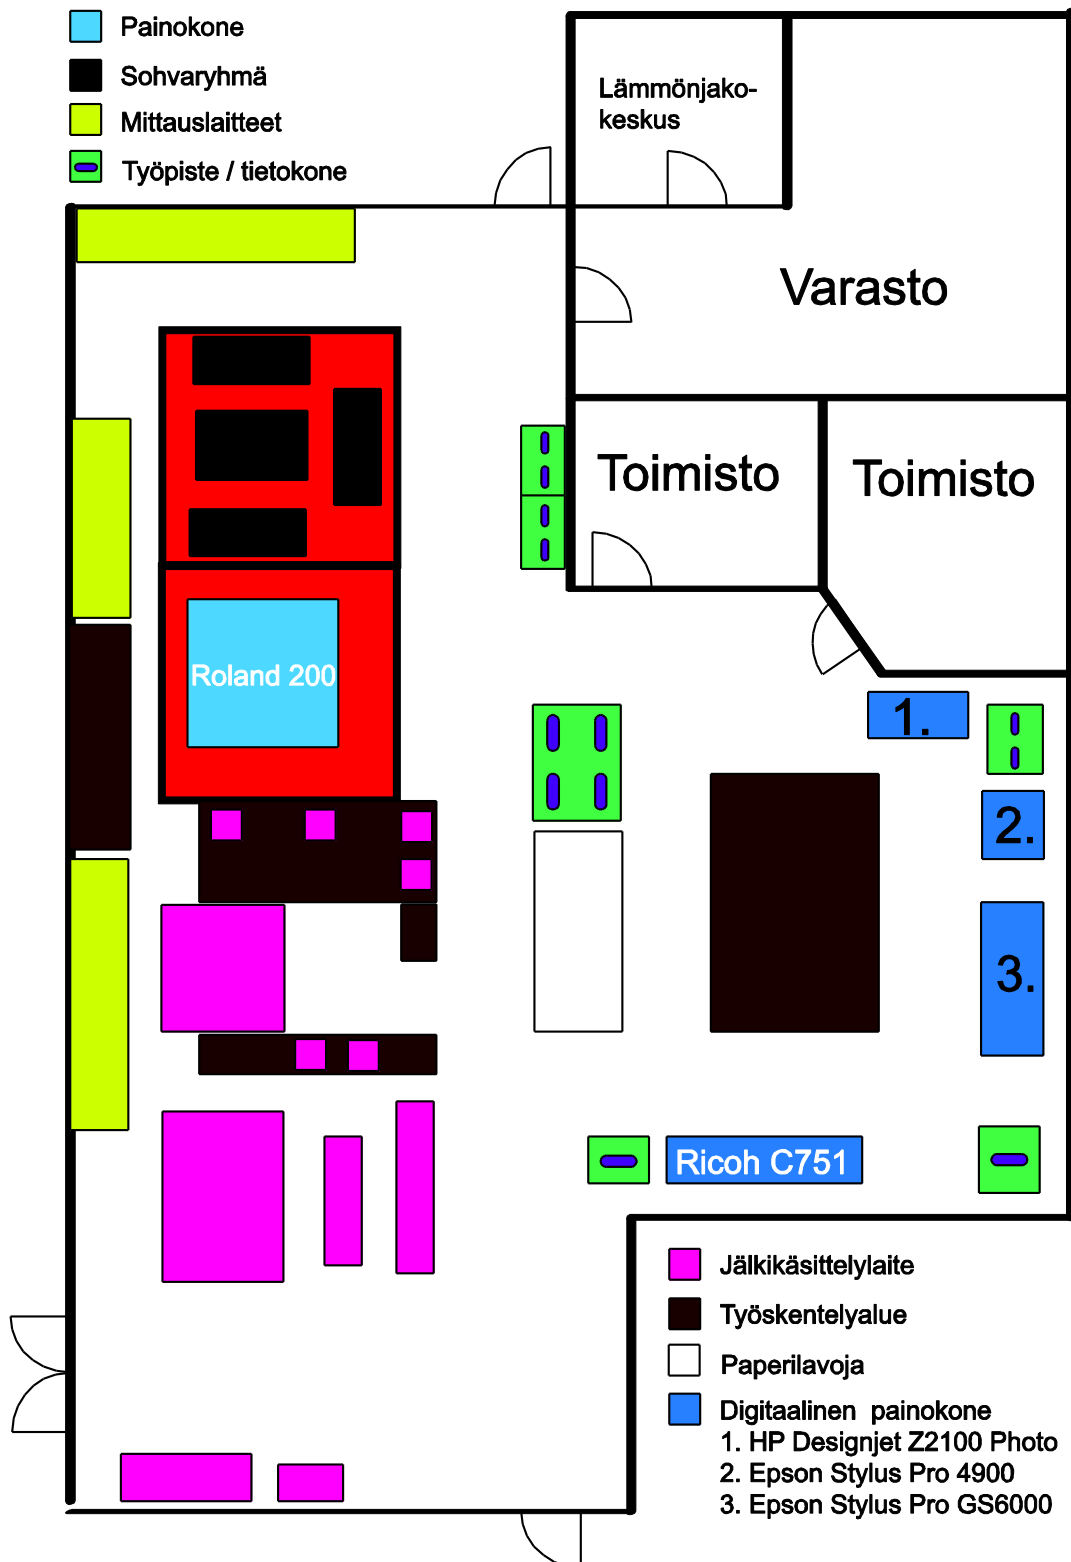 Painokone
Sohvaryhmä
Mittauslaitteet
Työpiste / tietokone
Lämmönjako-
keskus
Varasto
Toimisto
Toimisto
Roland 200
1.
2.
3.
Ricoh C751
Jälkikäsittelylaite
Työskentelyalue
Paperilavoja
Digitaalinen painokone
1. HP Designjet Z2100 Photo
2. Epson Stylus Pro 4900
3. Epson Stylus Pro GS6000